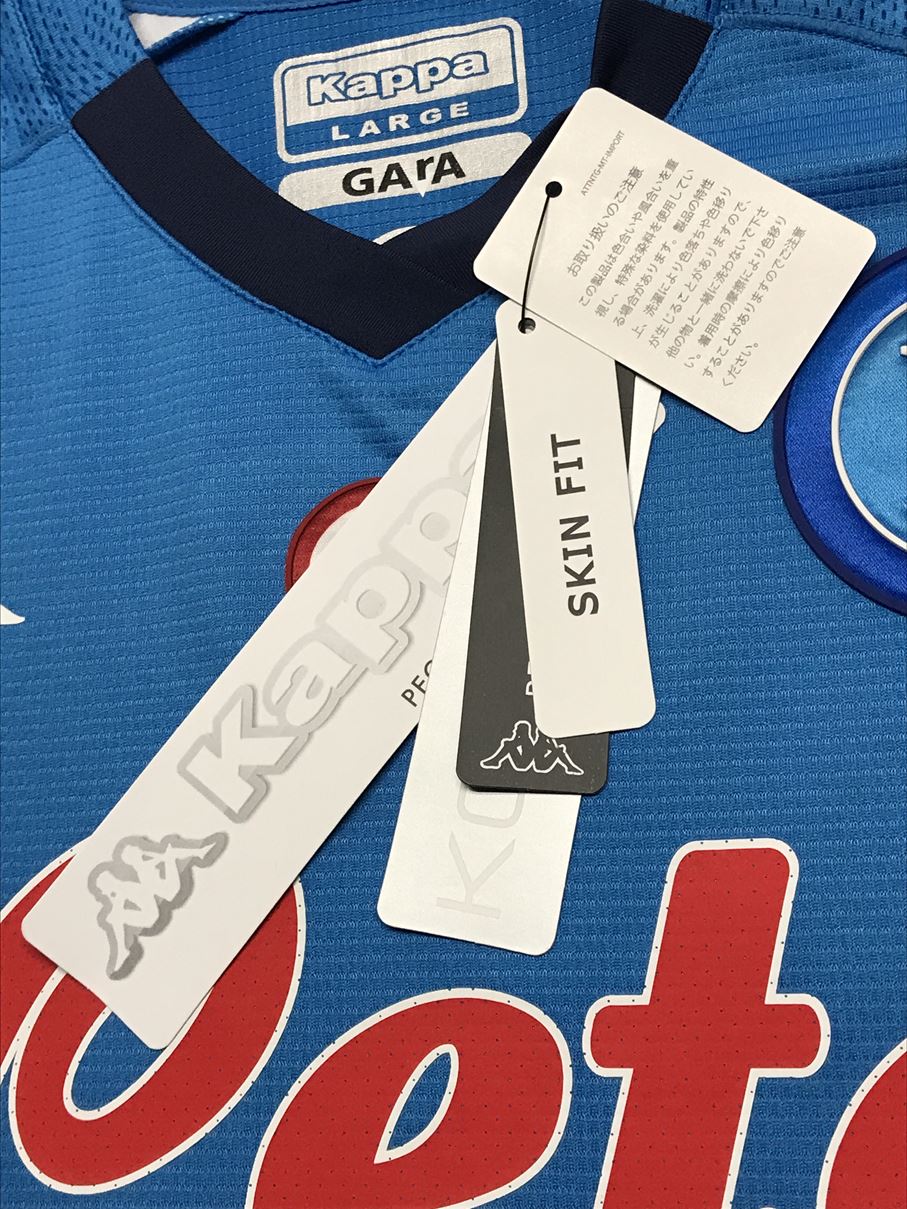 Kappa
LARGE
GARA
ATTNTG-MT-IMPORT
お取り扱いのご注意
この製品は色合いや風合いを重
視し、特殊な染料を使用してい
る場合があります。製品の特性
上、洗濯により色落ちや色移り
が生じることがありますので、
他の物と一緒に洗わないで下さ
い。着用時の摩擦により色移り
することがありますのでご注意
ください。
SKIN FIT
Kappa
PEO
KO
ete